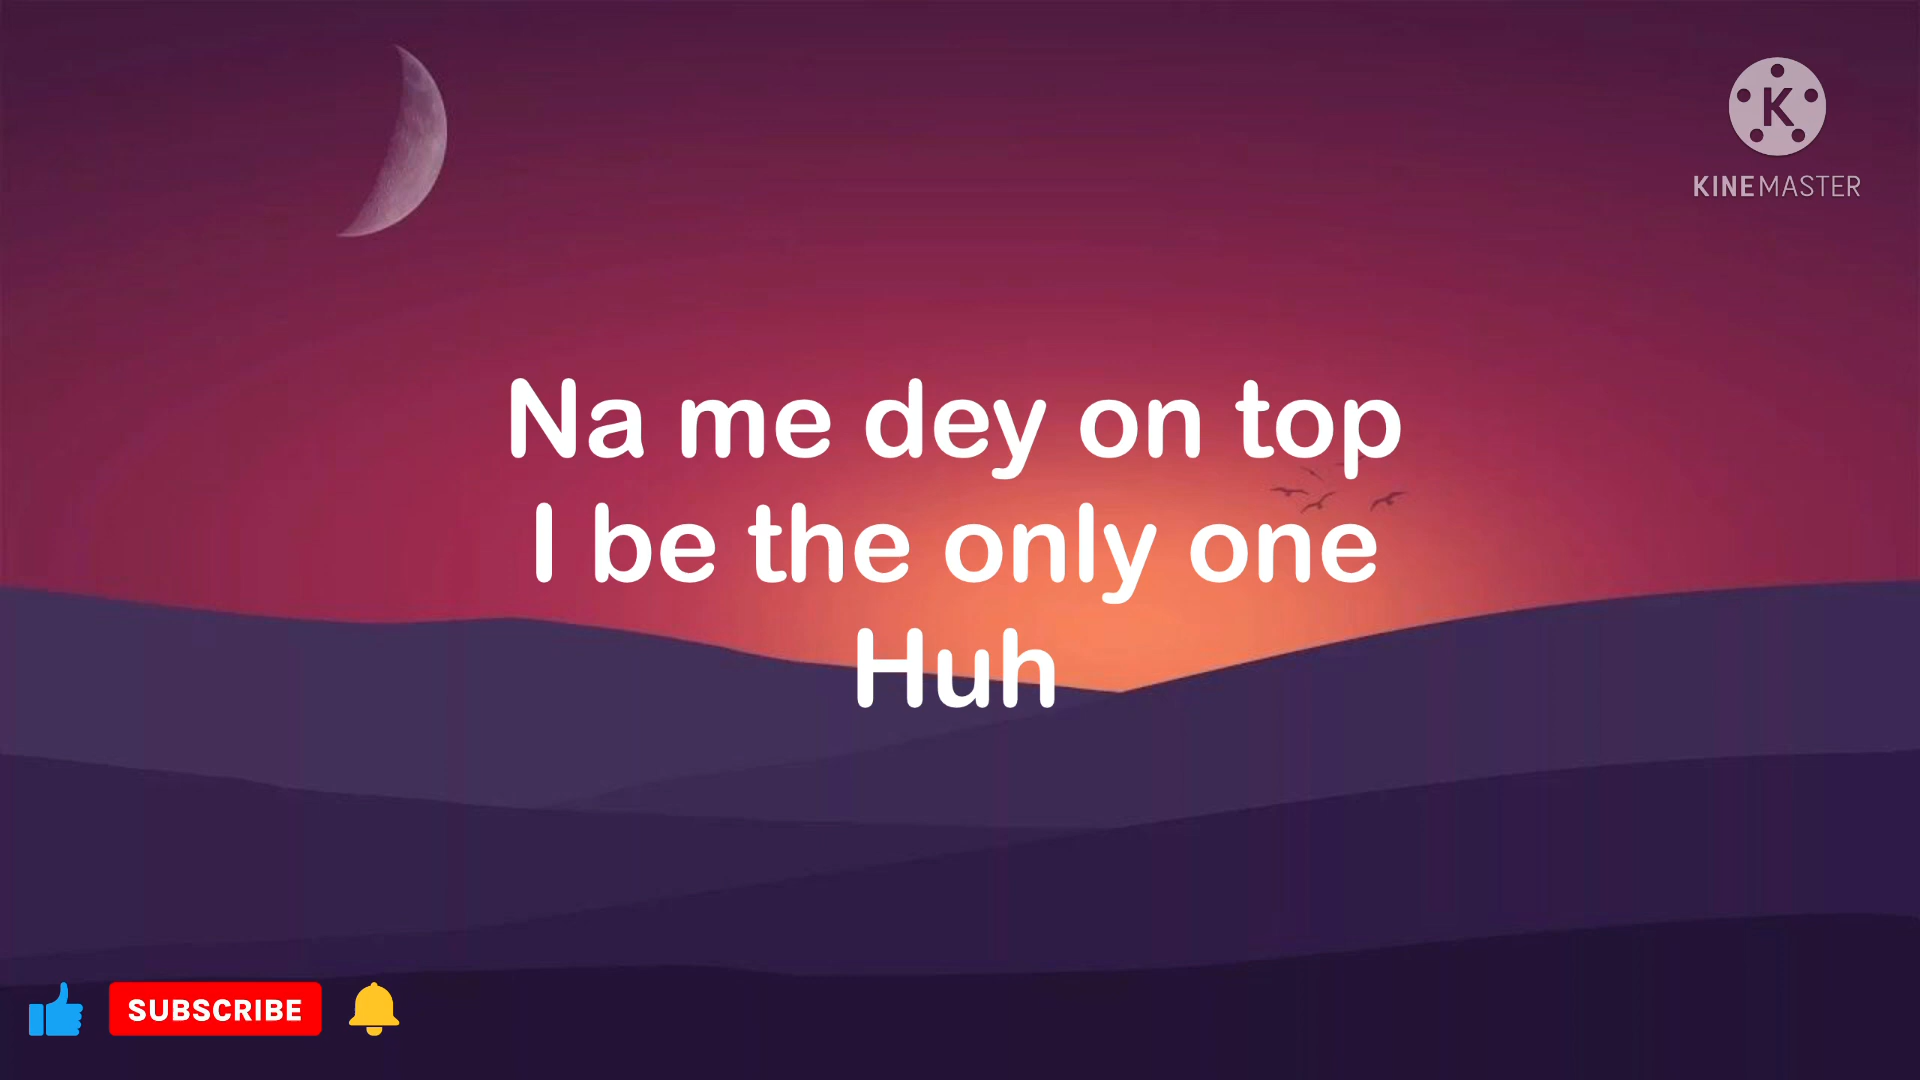 K
KINEMASTER
Na me dey on top
I be the only one
Huh
SUBSCRIBE